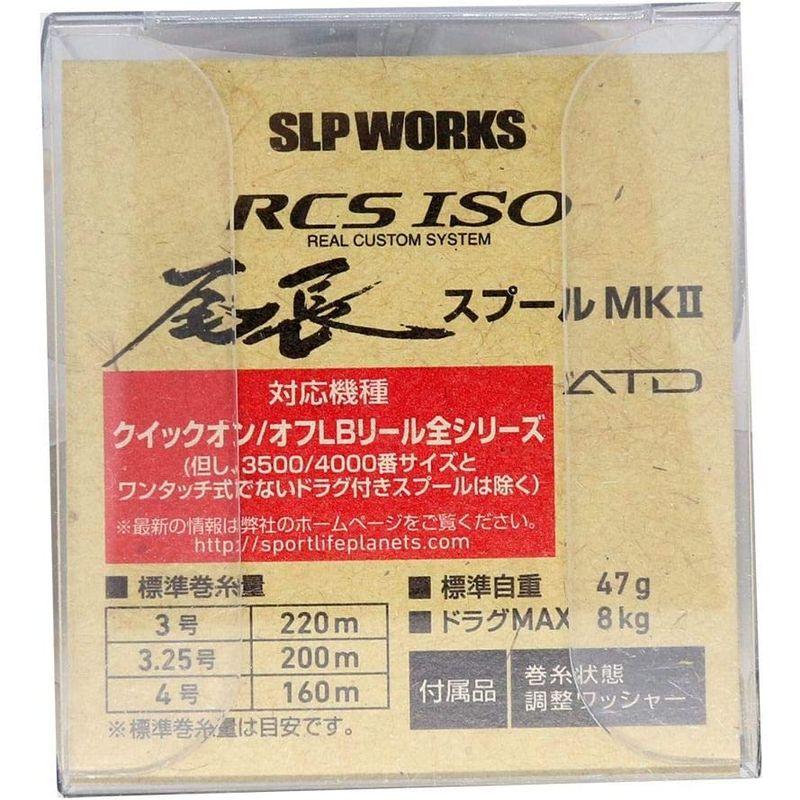 SLP WORKS
RCS ISO
REAL CUSTOM SYSTEM
尾長 スプール MKⅡ
ATD
対応機種
クイックオン/オフLBリール全シリーズ
(但し、3500/4000番サイズと
ワンタッチ式でないドラグ付きスプールは除く)
※最新の情報は弊社のホームページをご覧ください。
http://sportlifeplanets.com
■ 標準巻糸量
3号 220m
3.25号 200m
4号 160m
※標準巻糸量は目安です。
■ 標準自重 47g
■ ドラグMAX 8kg
付属品 巻糸状態
調整ワッシャー